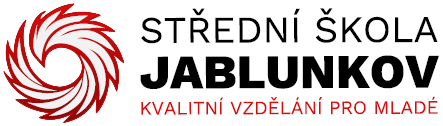 STŘEDNÍ ŠKOLA
JABLUNKOV
KVALITNÍ VZDĚLÁNÍ PRO MLADÉ